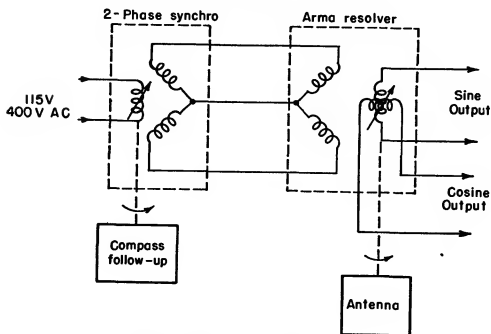 2-Phase synchro
Arma resolver
115V
400V AC
Sine
Output
Cosine
Output
Compass
follow-up
Antenna